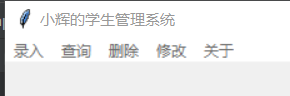 小辉的学生管理系统
录入 查询 删除 修改 关于